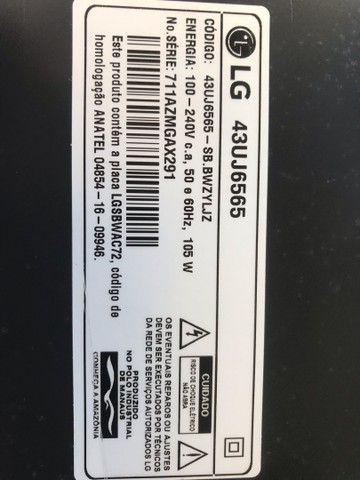 LG 43UJ6565
CÓDIGO: 43UJ6565-SB.BWZYLJZ
ENERGIA: 100-240V c.a, 50 e 60Hz, 105 W
No.SÉRIE: 711AZMGAX291
Este produto contém a placa LGSBWAC72, código de
homologação ANATEL 04854-16-09946.
CUIDADO
RISCO DE CHOQUE ELÉTRICO
NÃO ABRA.
OS EVENTUAIS REPAROS OU AJUSTES
DEVEM SER EXECUTADOS POR TÉCNICOS
DA REDE DE SERVIÇOS AUTORIZADOS LG
PRODUZIDO
NO POLO INDUSTRIAL
DE MANAUS
CONHEÇA A AMAZÔNIA